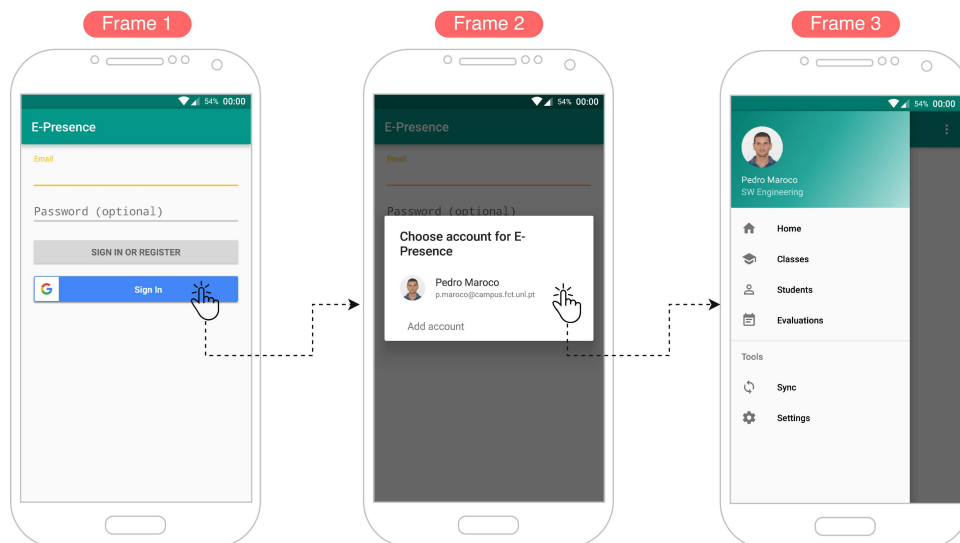 Frame 1
54% 00:00
E-Presence
Email
Password (optional)
SIGN IN OR REGISTER
G Sign In
Frame 2
54% 00:00
E-Presence
Email
Password (optional)
Choose account for E-
Presence
Pedro Maroco
p.maroco@campus.fct.unl.pt
Add account
Frame 3
54% 00:00
Pedro Maroco
SW Engineering
Home
Classes
Students
Evaluations
Tools
Sync
Settings